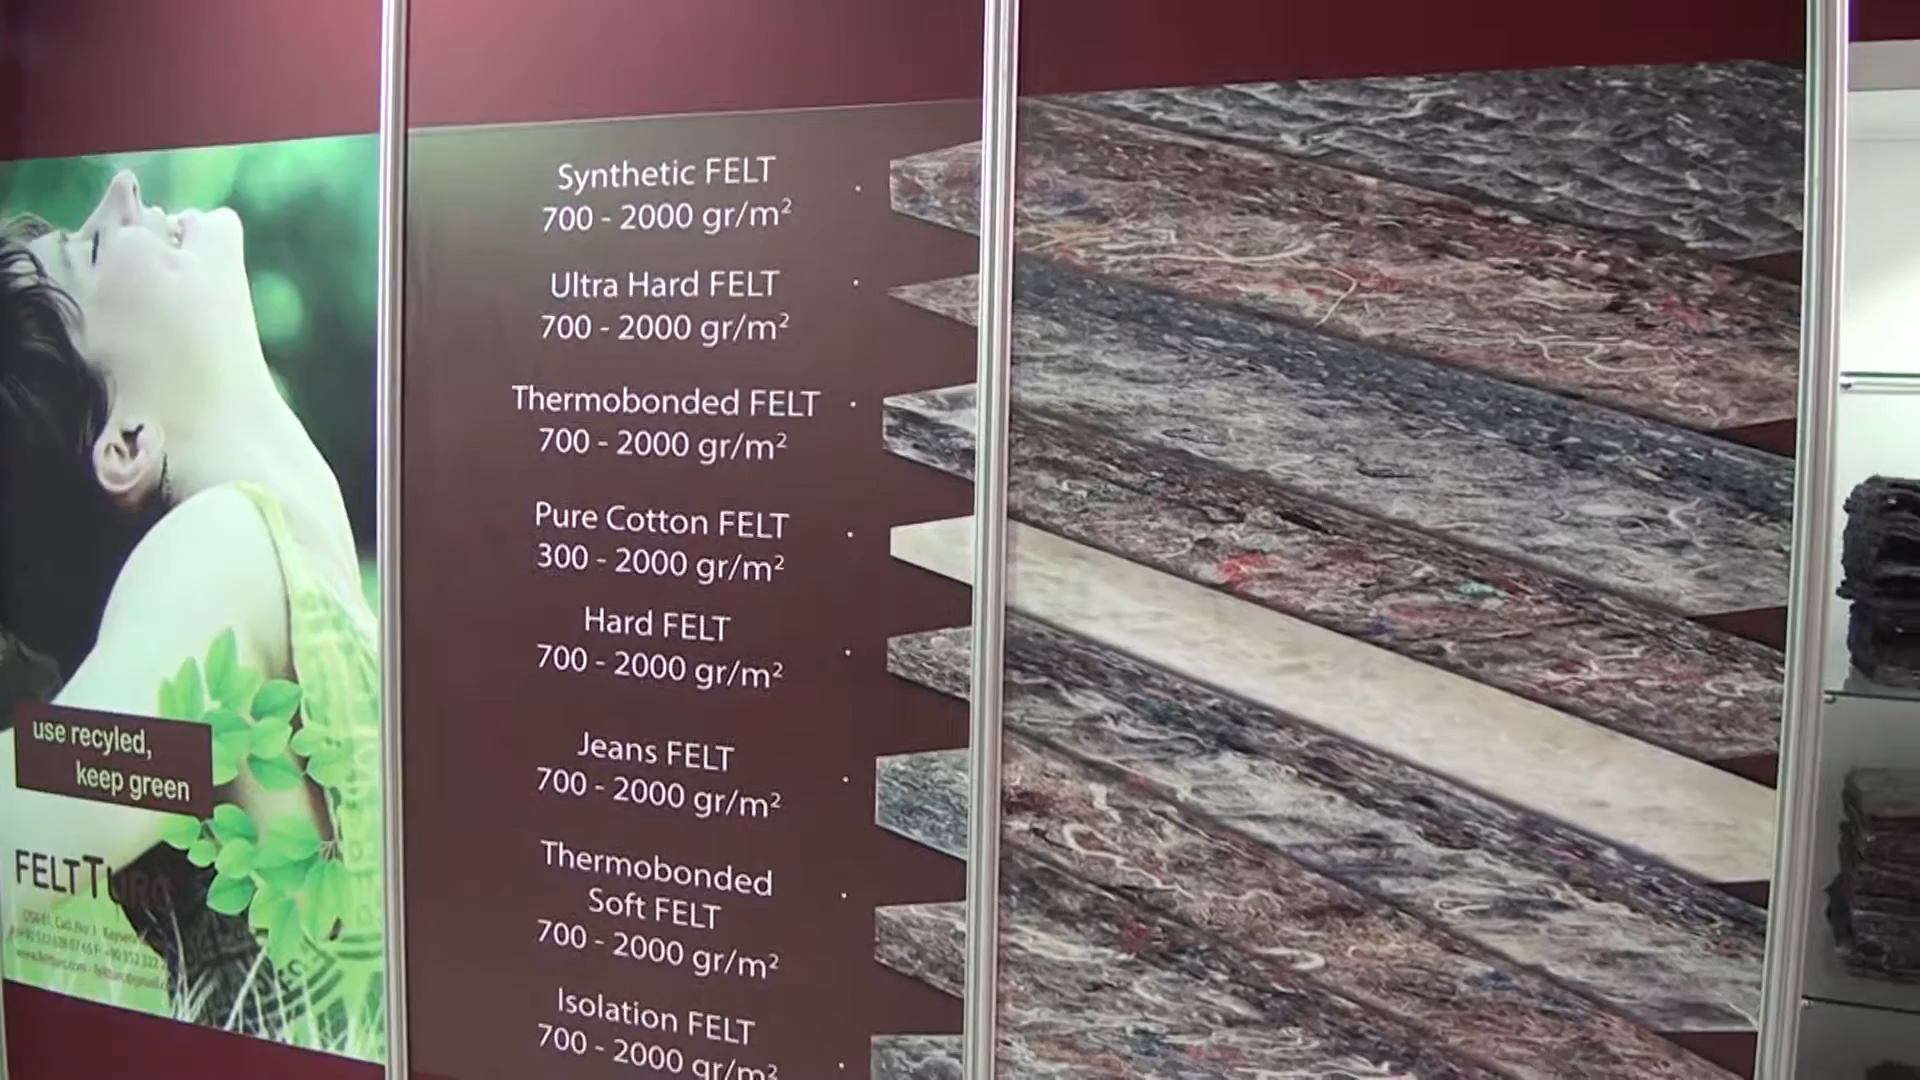 Synthetic FELT
700 - 2000 gr/m²
Ultra Hard FELT
700 - 2000 gr/m²
Thermobonded FELT
700 - 2000 gr/m²
Pure Cotton FELT
300 - 2000 gr/m²
Hard FELT
700 - 2000 gr/m²
Jeans FELT
700 - 2000 gr/m²
Thermobonded
Soft FELT
700 - 2000 gr/m²
Isolation FELT
700 - 2000 gr/m²
use recyled,
keep green
FELT